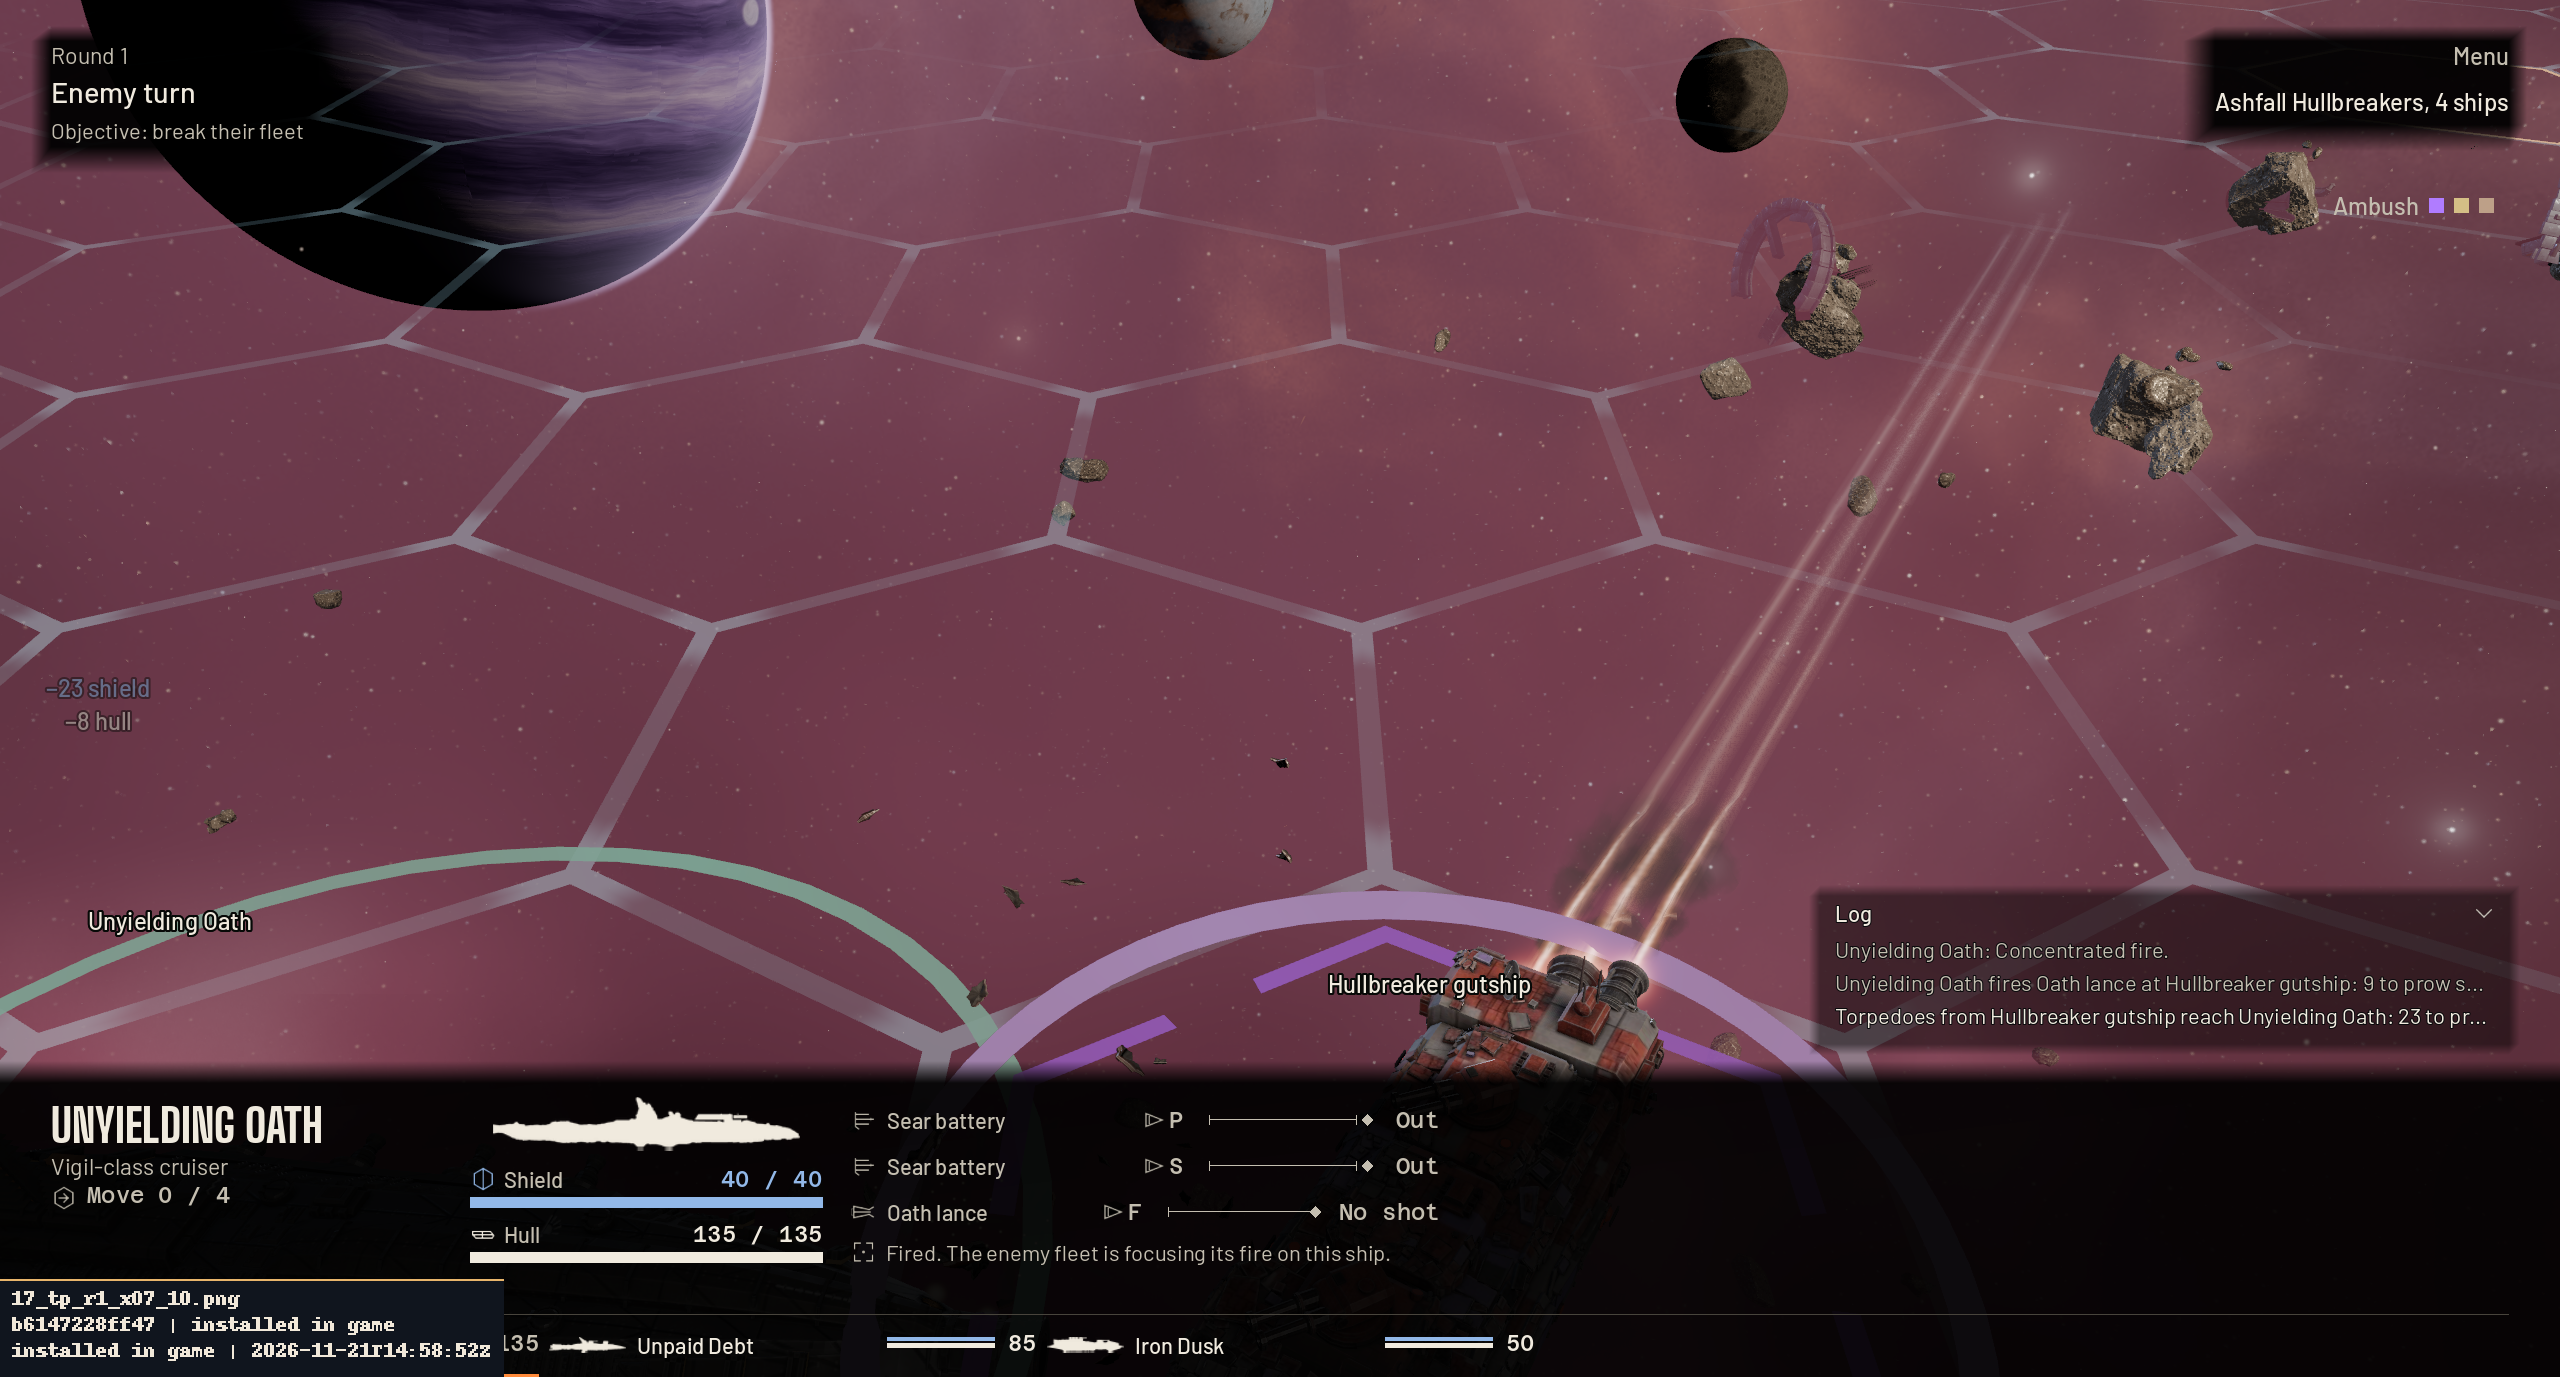 Round 1
Enemy turn
Objective: break their fleet
Menu
Ashfall Hullbreakers, 4 ships
Ambush
−23 shield
−8 hull
Unyielding Oath
Hullbreaker gutship
Log
Unyielding Oath: Concentrated fire.
Unyielding Oath fires Oath lance at Hullbreaker gutship: 9 to prow s...
Torpedoes from Hullbreaker gutship reach Unyielding Oath: 23 to pr...
UNYIELDING OATH
Vigil-class cruiser
Move 0 / 4
Shield 40 / 40
Hull 135 / 135
Sear battery P Out
Sear battery S Out
Oath lance F No shot
Fired. The enemy fleet is focusing its fire on this ship.
135 Unpaid Debt 85 Iron Dusk 50
17_tp_r1_x07_10.png
b6147228ff47 | installed in game
installed in game | 2026-11-21r14:58:52z